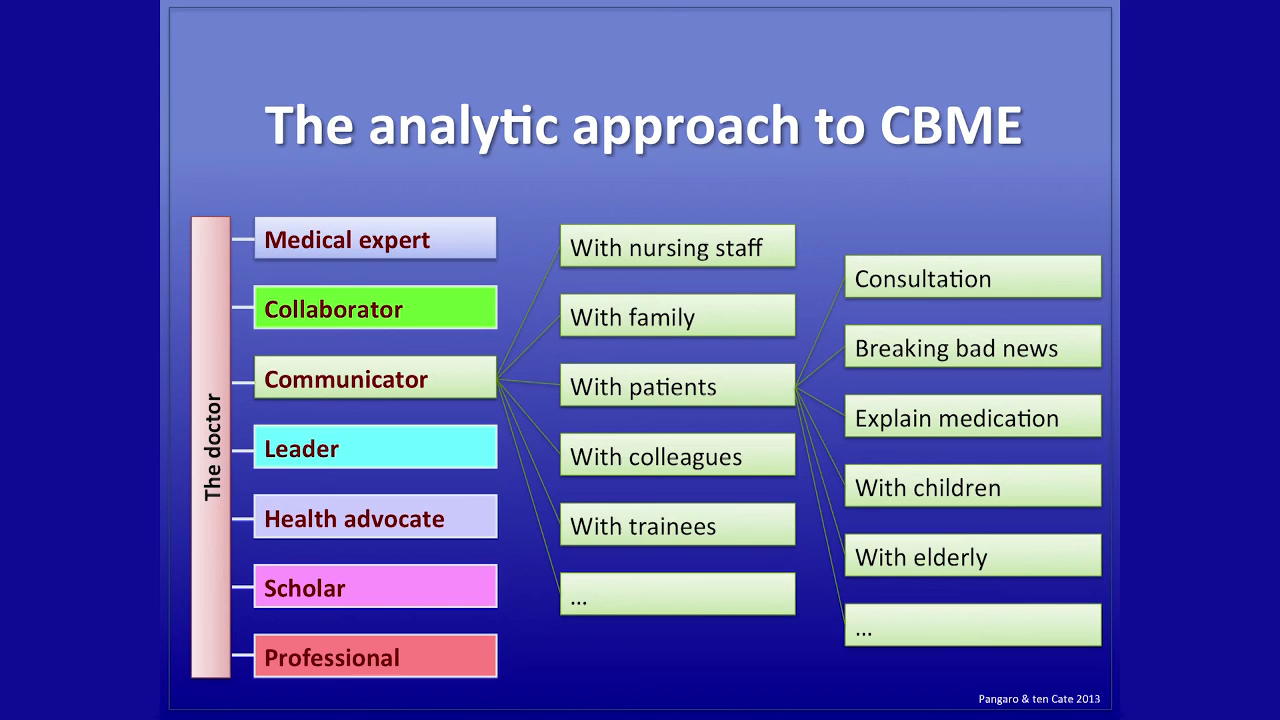 The analytic approach to CBME
The doctor
Medical expert
Collaborator
Communicator
Leader
Health advocate
Scholar
Professional
With nursing staff
With family
With patients
With colleagues
With trainees
...
Consultation
Breaking bad news
Explain medication
With children
With elderly
...
Pangaro & ten Cate 2013